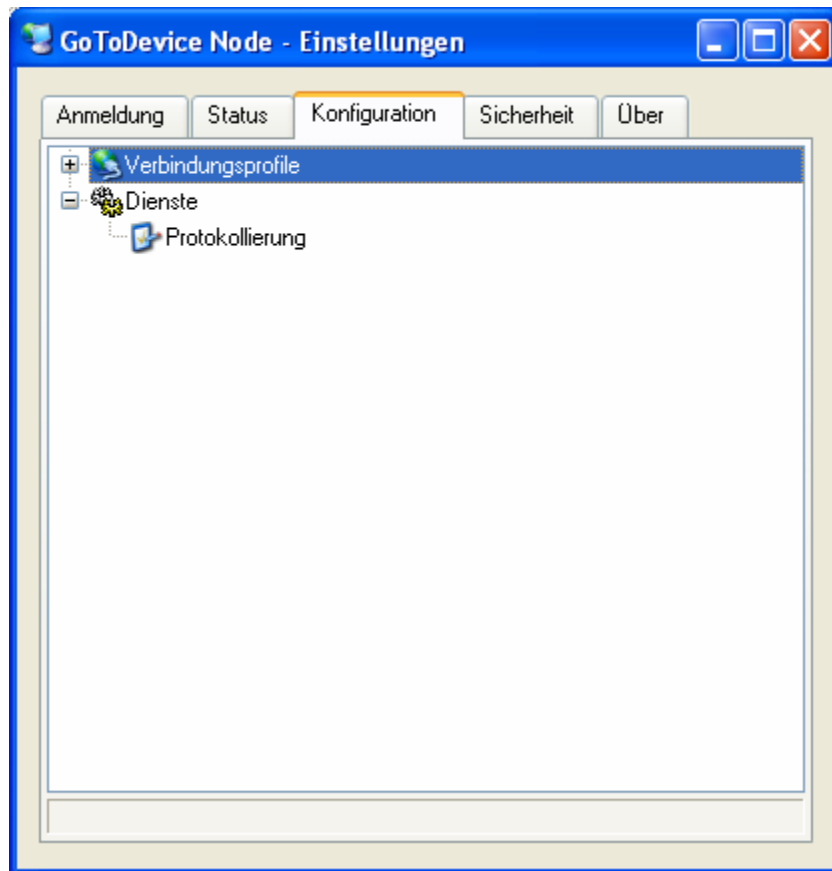 GoToDevice Node - Einstellungen
Anmeldung Status Konfiguration Sicherheit Über
Verbindungsprofile
Dienste
Protokollierung